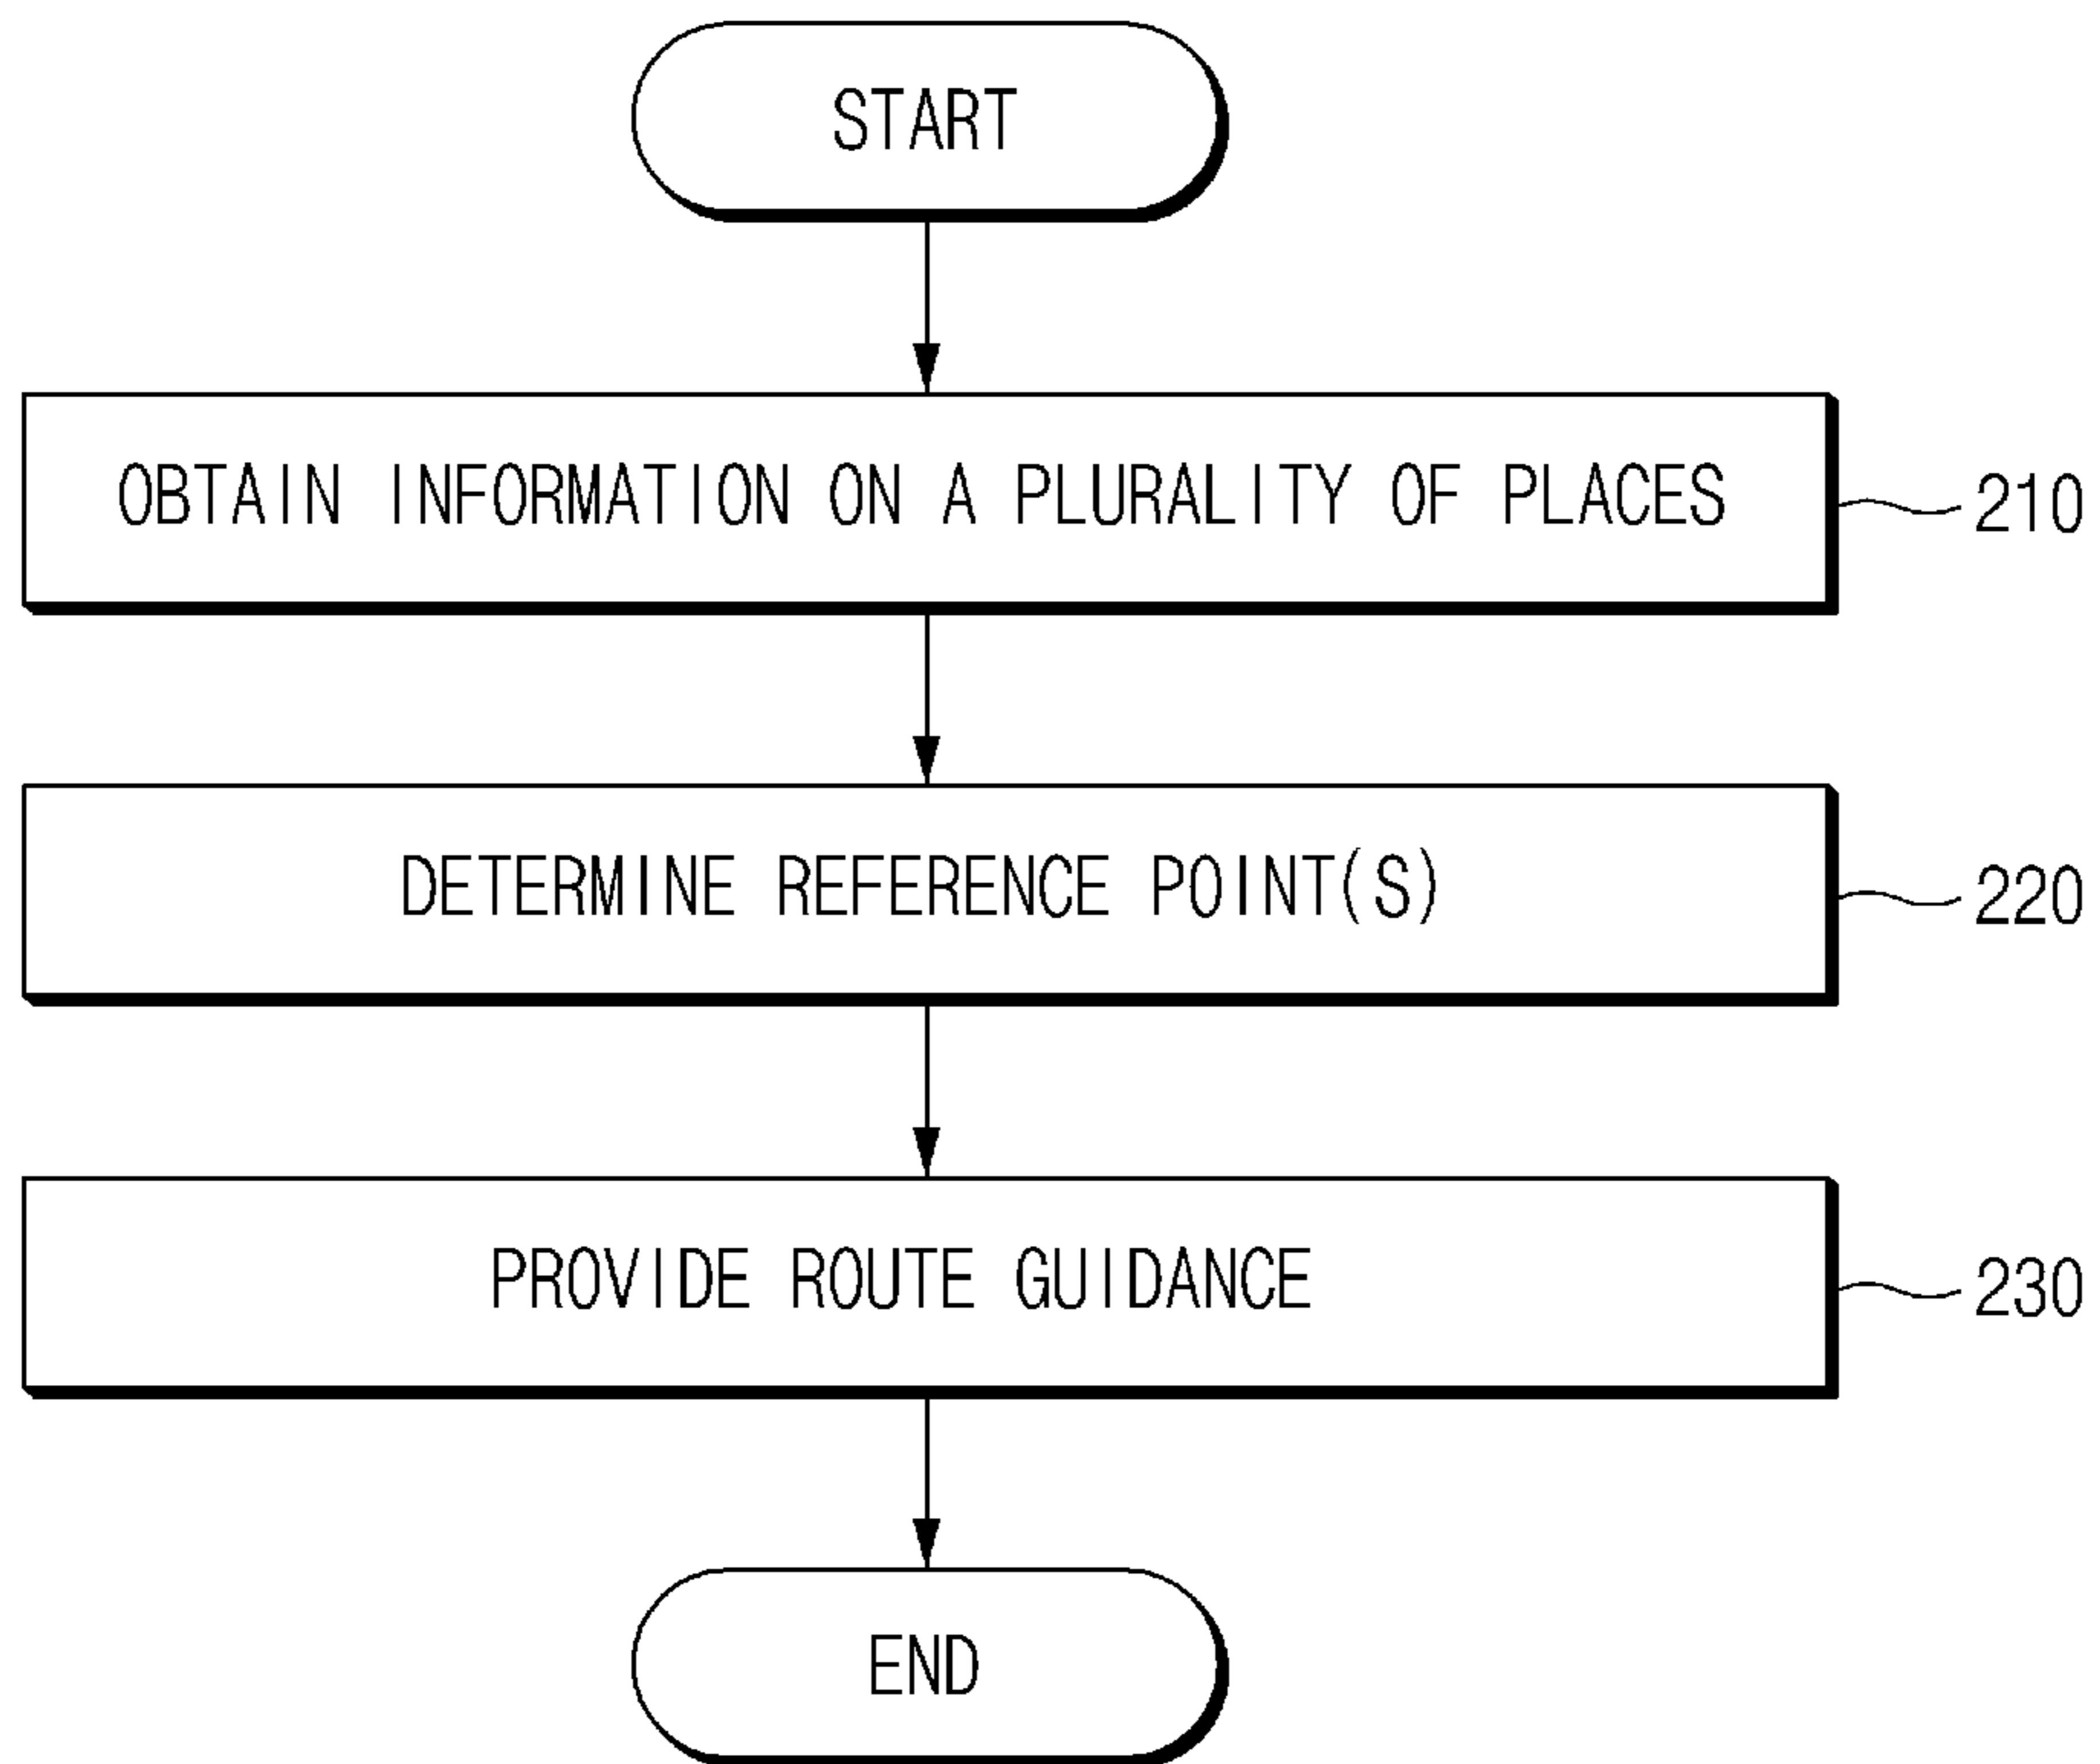 START
OBTAIN INFORMATION ON A PLURALITY OF PLACES
210
DETERMINE REFERENCE POINT(S)
220
PROVIDE ROUTE GUIDANCE
230
END